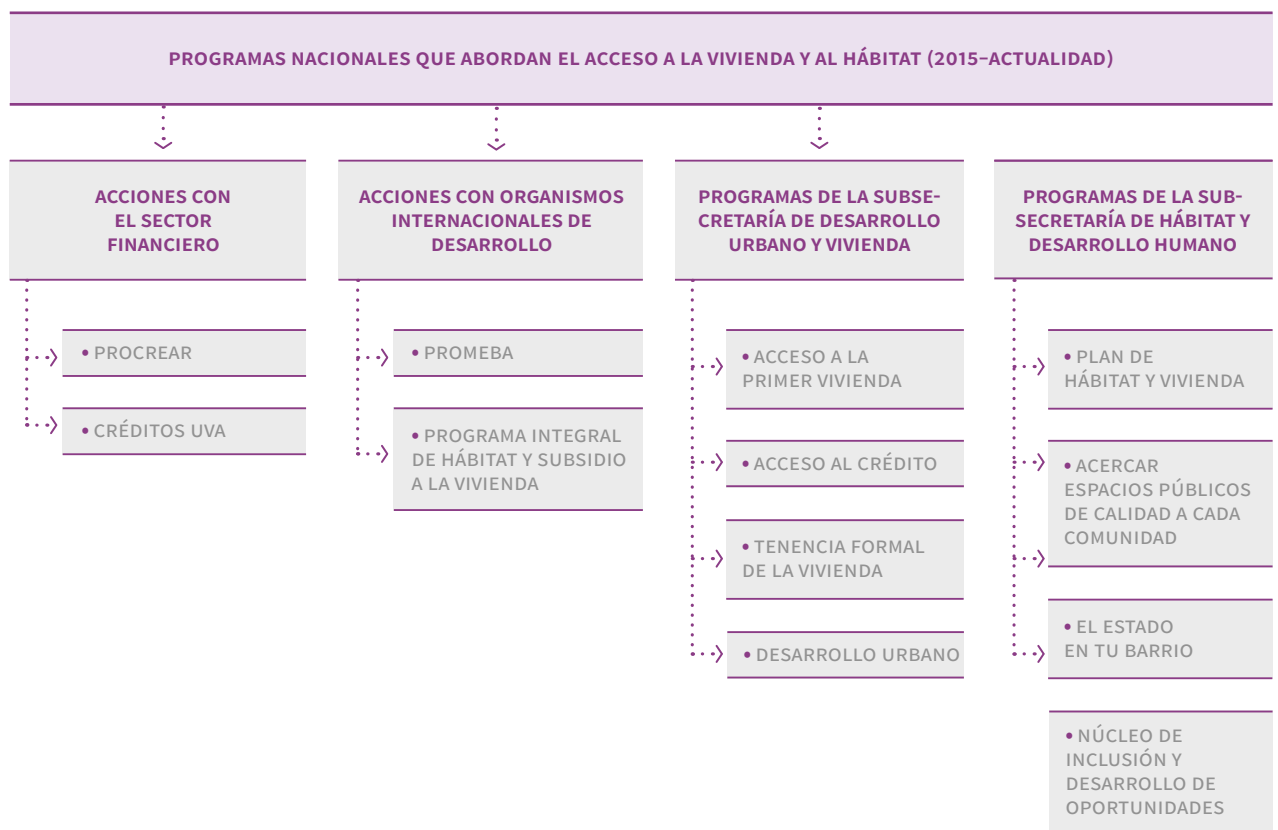 PROGRAMAS NACIONALES QUE ABORDAN EL ACCESO A LA VIVIENDA Y AL HÁBITAT (2015–ACTUALIDAD)
ACCIONES CON
EL SECTOR
FINANCIERO
• PROCREAR
• CRÉDITOS UVA
ACCIONES CON ORGANISMOS
INTERNACIONALES DE
DESARROLLO
• PROMEBA
• PROGRAMA INTEGRAL
DE HÁBITAT Y SUBSIDIO
A LA VIVIENDA
PROGRAMAS DE LA SUBSE-
CRETARÍA DE DESARROLLO
URBANO Y VIVIENDA
• ACCESO A LA
PRIMER VIVIENDA
• ACCESO AL CRÉDITO
• TENENCIA FORMAL
DE LA VIVIENDA
• DESARROLLO URBANO
PROGRAMAS DE LA SUB-
SECRETARÍA DE HÁBITAT Y
DESARROLLO HUMANO
• PLAN DE
HÁBITAT Y VIVIENDA
• ACERCAR
ESPACIOS PÚBLICOS
DE CALIDAD A CADA
COMUNIDAD
• EL ESTADO
EN TU BARRIO
• NÚCLEO DE
INCLUSIÓN Y
DESARROLLO DE
OPORTUNIDADES